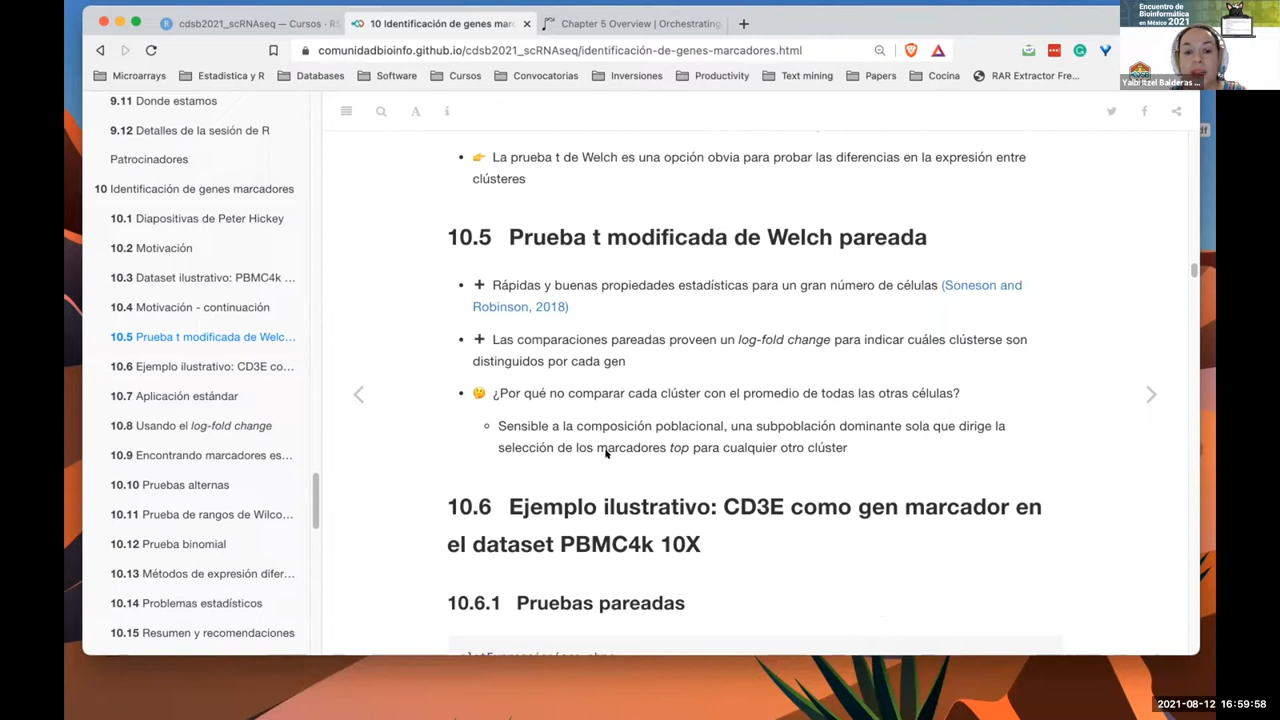 cdsb2021_scRNAseq — Cursos · RS
10 Identificación de genes marc
Chapter 5 Overview | Orchestrating
comunidadbioinfo.github.io/cdsb2021_scRNAseq/identificación-de-genes-marcadores.html
Microarrays
Estadistica y R
Databases
Software
Cursos
Convocatorias
Inversiones
Productivity
Text mining
Papers
Cocina
RAR Extractor Fre...
Encuentro de
Bioinformática
en México 2021
Yalbi Itzel Balderas ...
9.11 Donde estamos
9.12 Detalles de la sesión de R
Patrocinadores
10 Identificación de genes marcadores
10.1 Diapositivas de Peter Hickey
10.2 Motivación
10.3 Dataset ilustrativo: PBMC4k ...
10.4 Motivación - continuación
10.5 Prueba t modificada de Welc...
10.6 Ejemplo ilustrativo: CD3E co...
10.7 Aplicación estándar
10.8 Usando el log-fold change
10.9 Encontrando marcadores es...
10.10 Pruebas alternas
10.11 Prueba de rangos de Wilco...
10.12 Prueba binomial
10.13 Métodos de expresión difer...
10.14 Problemas estadísticos
10.15 Resumen y recomendaciones
La prueba t de Welch es una opción obvia para probar las diferencias en la expresión entre
clústeres
10.5 Prueba t modificada de Welch pareada
➕ Rápidas y buenas propiedades estadísticas para un gran número de células (Soneson and
Robinson, 2018)
➕ Las comparaciones pareadas proveen un log-fold change para indicar cuáles clústerse son
distinguidos por cada gen
🤔 ¿Por qué no comparar cada clúster con el promedio de todas las otras células?
Sensible a la composición poblacional, una subpoblación dominante sola que dirige la
selección de los marcadores top para cualquier otro clúster
10.6 Ejemplo ilustrativo: CD3E como gen marcador en
el dataset PBMC4k 10X
10.6.1 Pruebas pareadas
2021-08-12 16:59:58